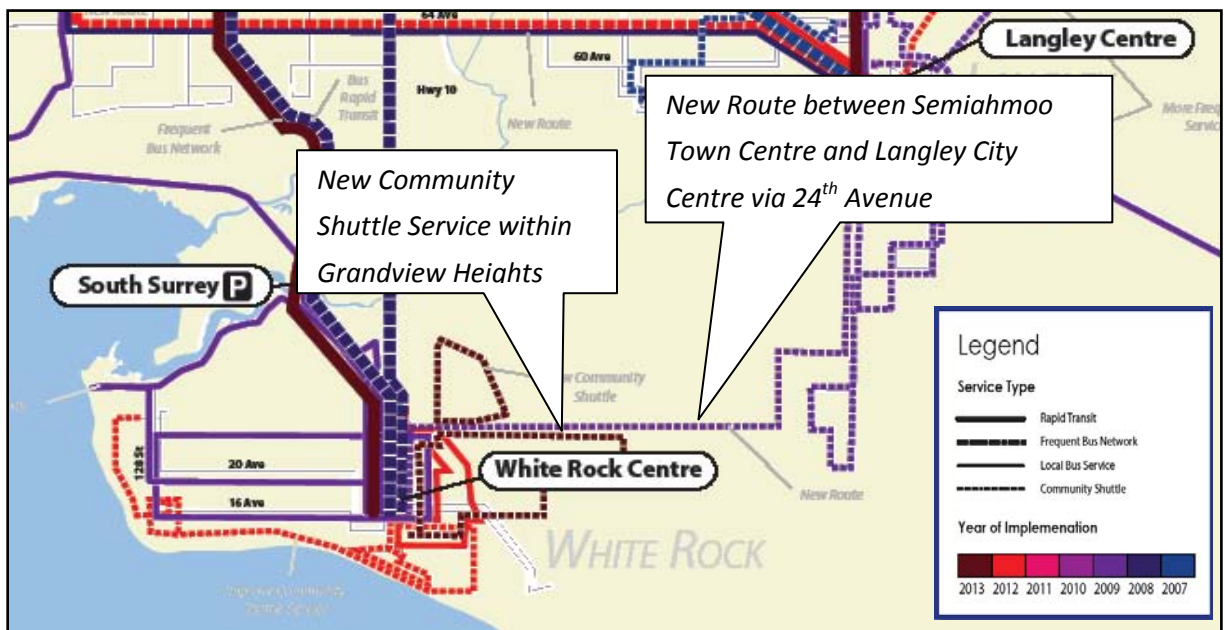 64 Ave
Langley Centre
60 Ave
Hwy 10
Bus
Rapid
Transit
Frequent
Bus Network
New Route
More Freq
Servic
New Route between Semiahmoo
Town Centre and Langley City
Centre via 24th Avenue
New Community
Shuttle Service within
Grandview Heights
South Surrey P
Community
Shuttle
128 St
20 Ave
16 Ave
White Rock Centre
New Route
WHITE ROCK
Legend
Service Type
Rapid Transit
Frequent Bus Network
Local Bus Service
Community Shuttle
Year of Implemenation
2013 2012 2011 2010 2009 2008 2007